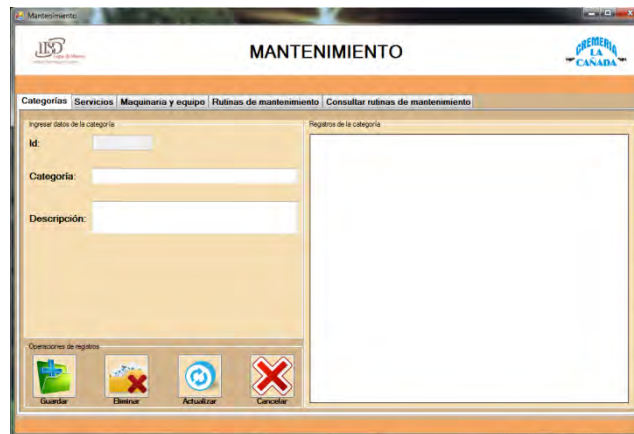 Mantenimiento
MANTENIMIENTO
CREMERIA
LA
CAÑADA
Categorías Servicios Maquinaria y equipo Rutinas de mantenimiento Consultar rutinas de mantenimiento
Ingresar datos de la categoría
Registros de la categoría
Id:
Categoría:
Descripción:
Operaciones de registros
Guardar Eliminar Actualizar Cancelar